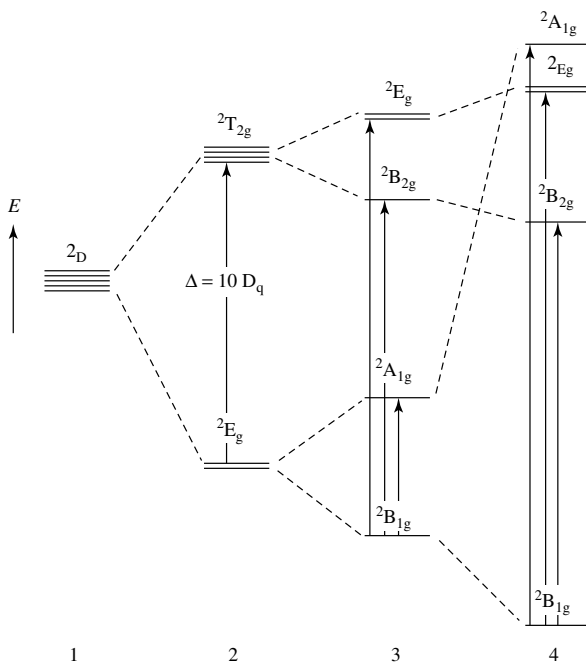 ²A₁g
2Eg
²Eg
²T₂g
²B₂g
²B₂g
E
2D
Δ = 10 Dq
²A₁g
²Eg
²B₁g
²B₁g
1 2 3 4